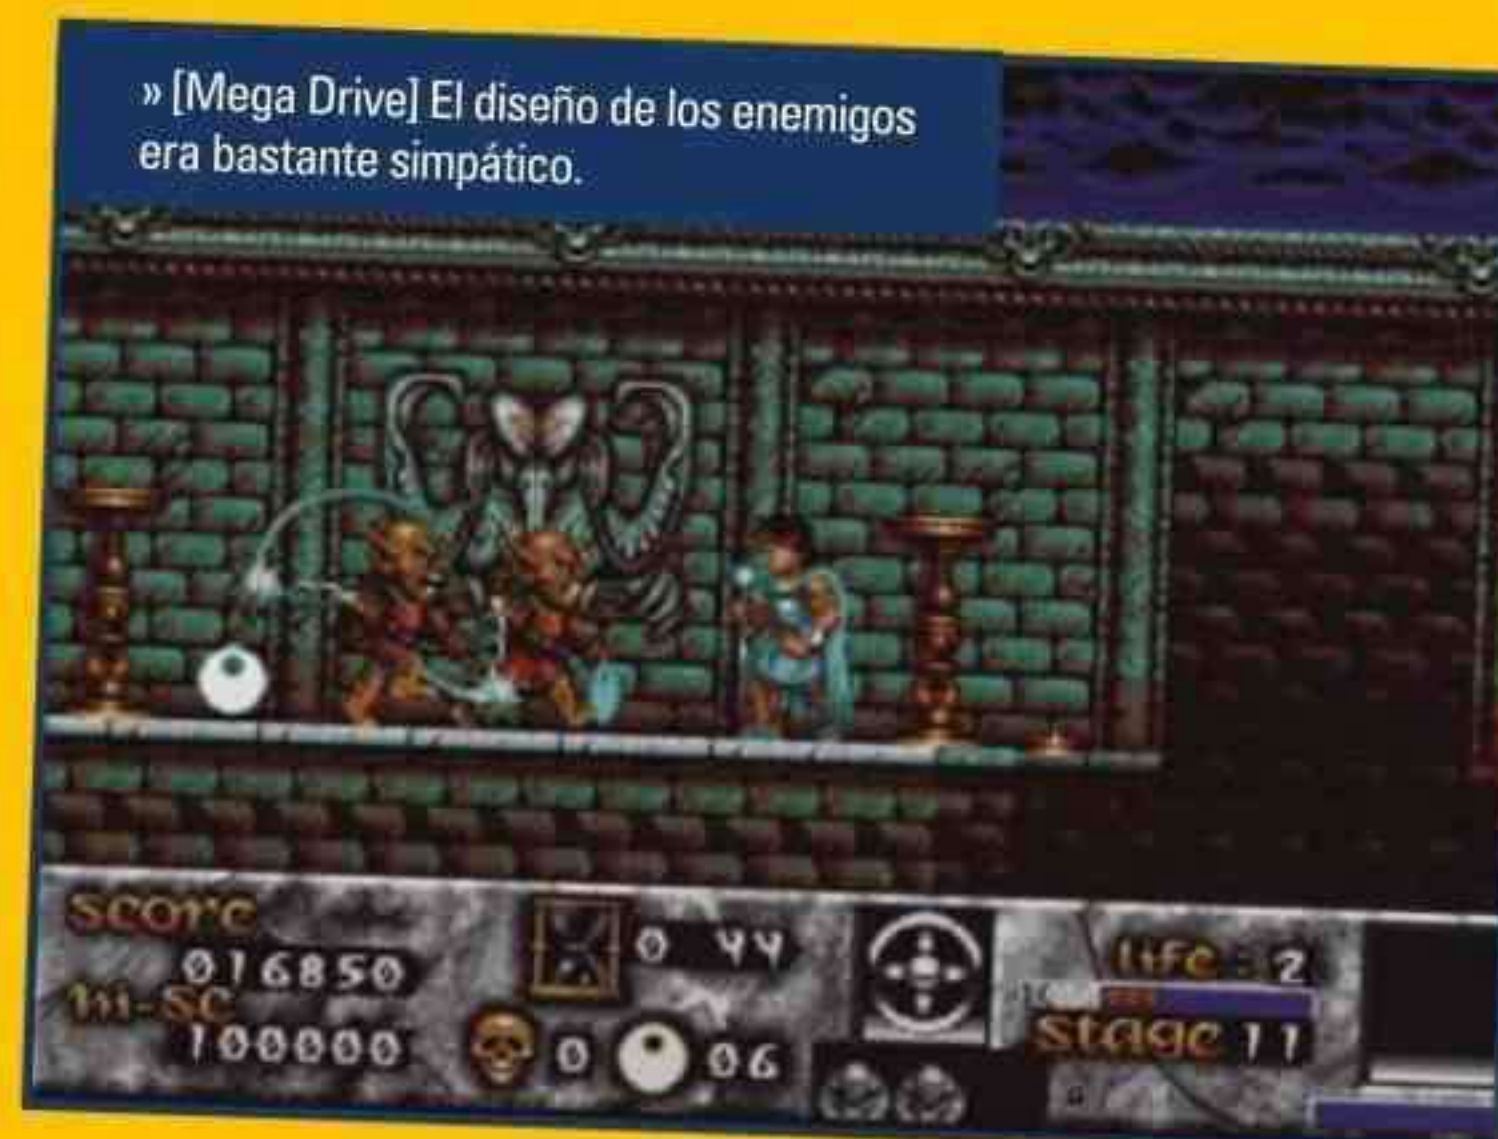 » [Mega Drive] El diseño de los enemigos
era bastante simpático.
score
016850
hi-sc
100000
0 44
0 06
life : 2
stage 11